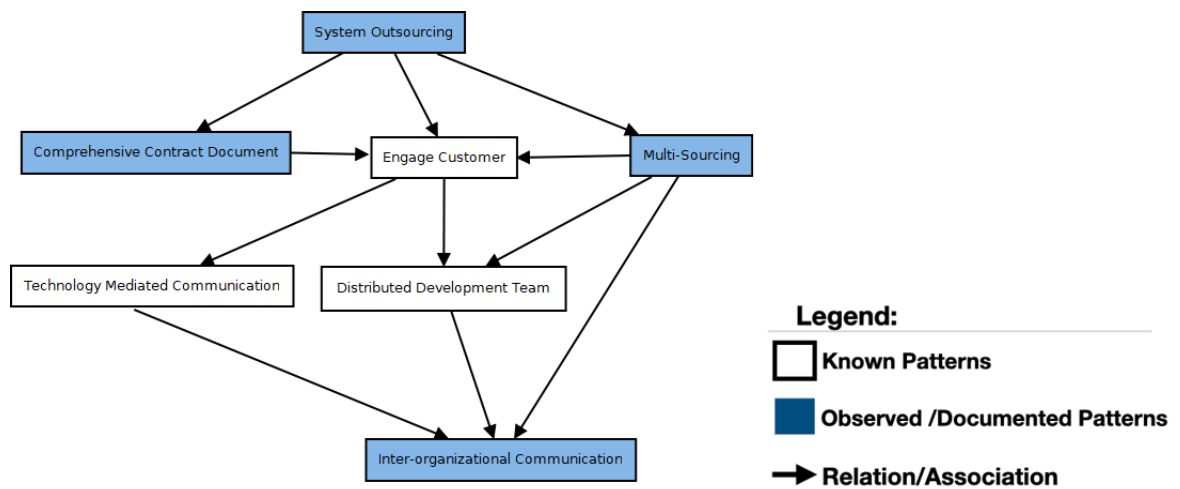 System Outsourcing
Comprehensive Contract Document
Engage Customer
Multi-Sourcing
Technology Mediated Communication
Distributed Development Team
Inter-organizational Communication
Legend:
Known Patterns
Observed /Documented Patterns
Relation/Association